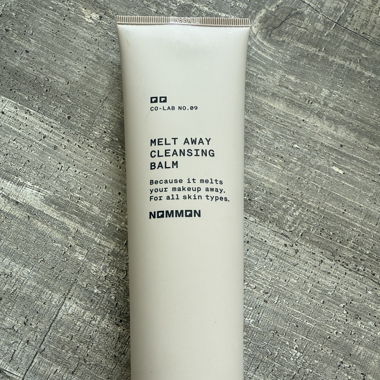 CO-LAB NO.09
MELT AWAY
CLEANSING
BALM
Because it melts
your makeup away.
For all skin types.
NOMMON